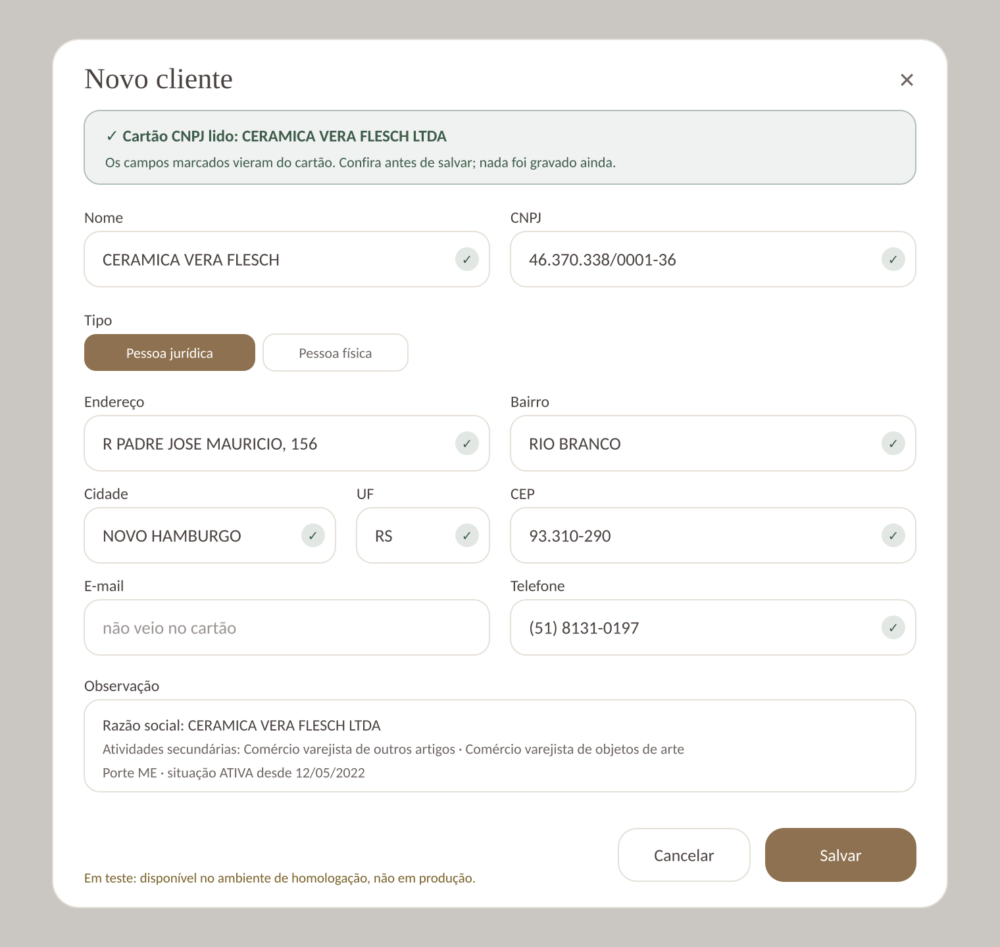 Novo cliente
✕
✓ Cartão CNPJ lido: CERAMICA VERA FLESCH LTDA
Os campos marcados vieram do cartão. Confira antes de salvar; nada foi gravado ainda.
Nome
CNPJ
CERAMICA VERA FLESCH ✓
46.370.338/0001-36 ✓
Tipo
Pessoa jurídica
Pessoa física
Endereço
Bairro
R PADRE JOSE MAURICIO, 156 ✓
RIO BRANCO ✓
Cidade
UF
CEP
NOVO HAMBURGO ✓
RS ✓
93.310-290 ✓
E-mail
Telefone
não veio no cartão
(51) 8131-0197 ✓
Observação
Razão social: CERAMICA VERA FLESCH LTDA
Atividades secundárias: Comércio varejista de outros artigos · Comércio varejista de objetos de arte
Porte ME · situação ATIVA desde 12/05/2022
Cancelar
Salvar
Em teste: disponível no ambiente de homologação, não em produção.